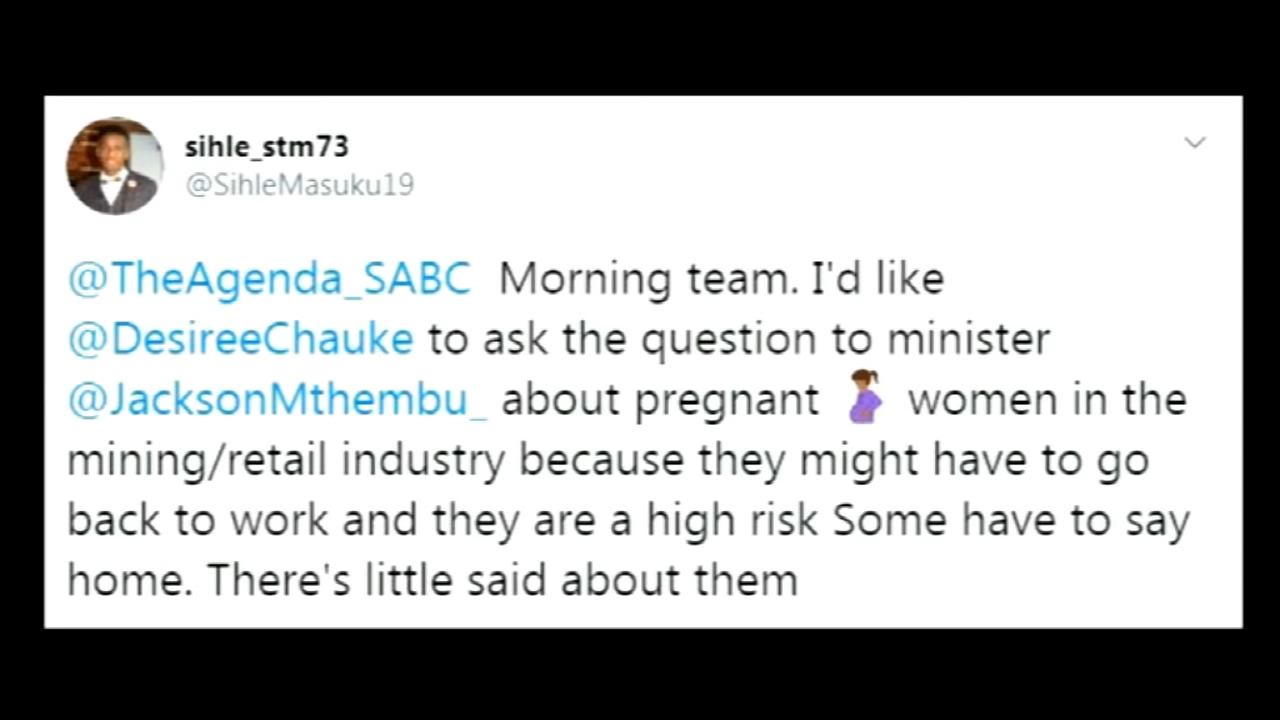 sihle_stm73
@SihleMasuku19
@TheAgenda_SABC Morning team. I'd like
@DesireeChauke to ask the question to minister
@JacksonMthembu_ about pregnant 🤰🏾 women in the
mining/retail industry because they might have to go
back to work and they are a high risk Some have to say
home. There's little said about them